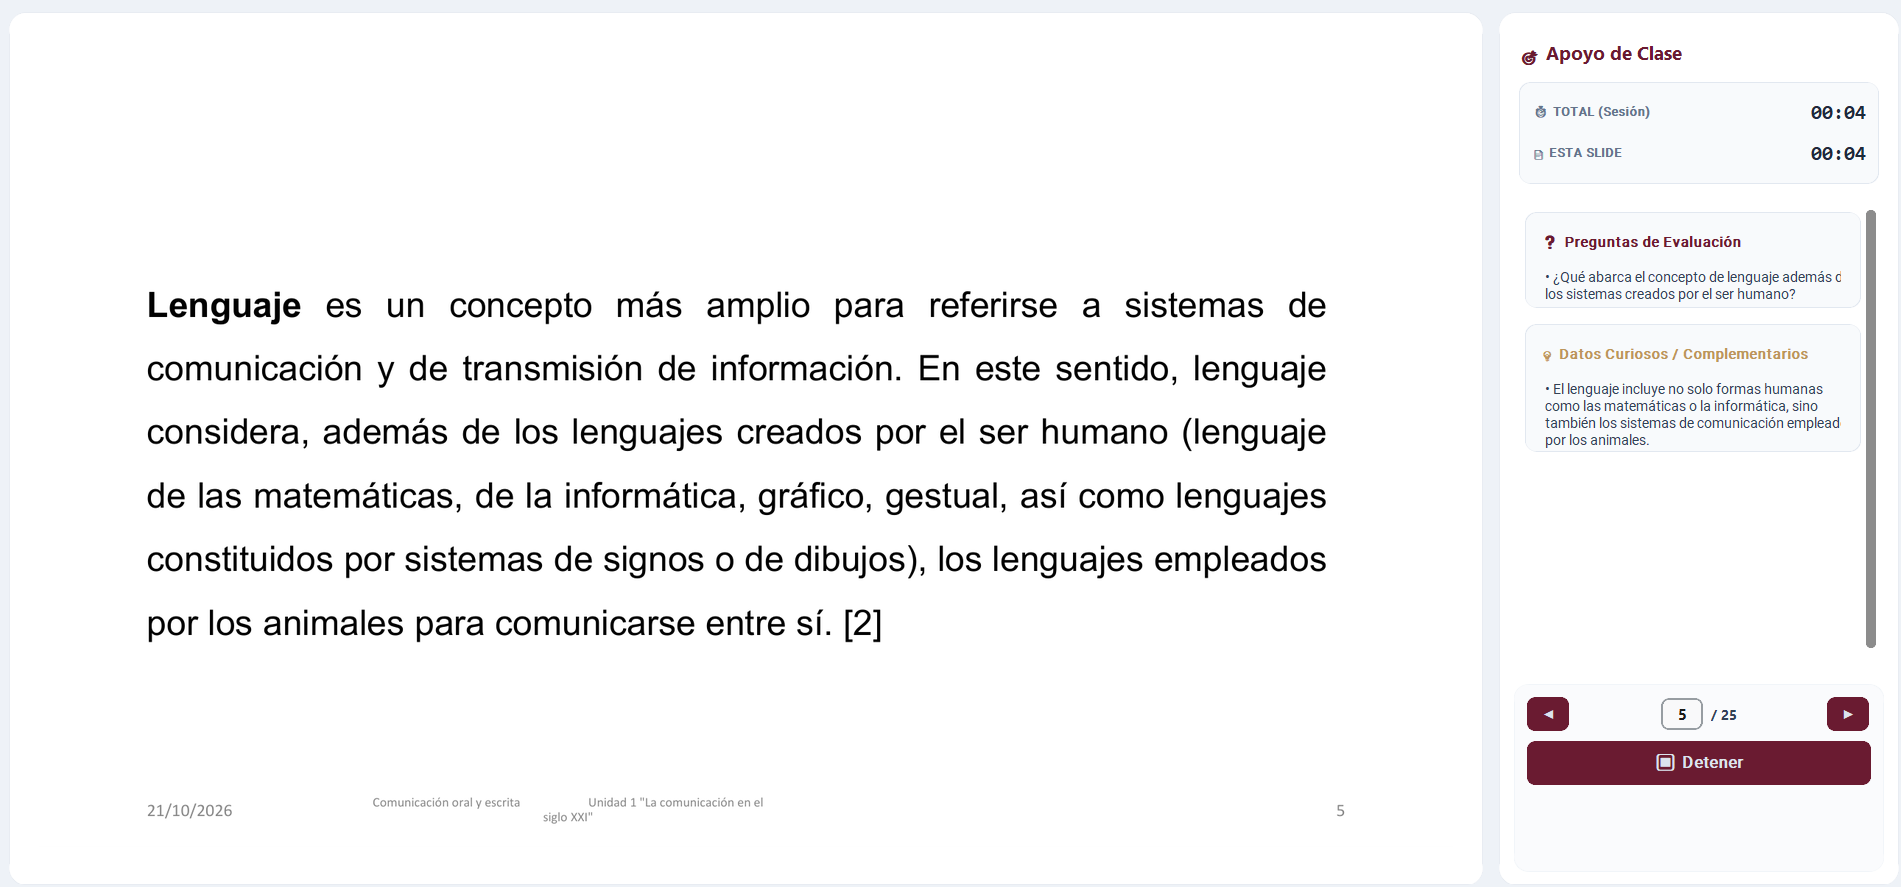 Lenguaje es un concepto más amplio para referirse a sistemas de
comunicación y de transmisión de información. En este sentido, lenguaje
considera, además de los lenguajes creados por el ser humano (lenguaje
de las matemáticas, de la informática, gráfico, gestual, así como lenguajes
constituidos por sistemas de signos o de dibujos), los lenguajes empleados
por los animales para comunicarse entre sí. [2]
21/10/2026
Comunicación oral y escrita Unidad 1 "La comunicación en el
siglo XXI"
5
Apoyo de Clase
TOTAL (Sesión) 00:04
ESTA SLIDE 00:04
? Preguntas de Evaluación
• ¿Qué abarca el concepto de lenguaje además d
los sistemas creados por el ser humano?
Datos Curiosos / Complementarios
• El lenguaje incluye no solo formas humanas
como las matemáticas o la informática, sino
también los sistemas de comunicación emplead
por los animales.
5 / 25
Detener